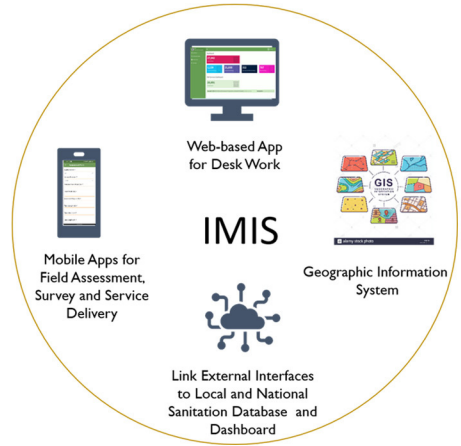 Web-based App
for Desk Work
GIS
IMIS
Mobile Apps for
Field Assessment,
Survey and Service
Delivery
Geographic Information
System
Link External Interfaces
to Local and National
Sanitation Database and
Dashboard